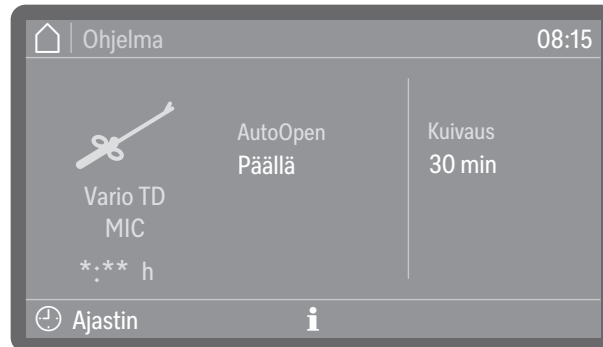 Ohjelma 08:15
AutoOpen
Päällä
Kuivaus
30 min
Vario TD
MIC
*:** h
Ajastin i